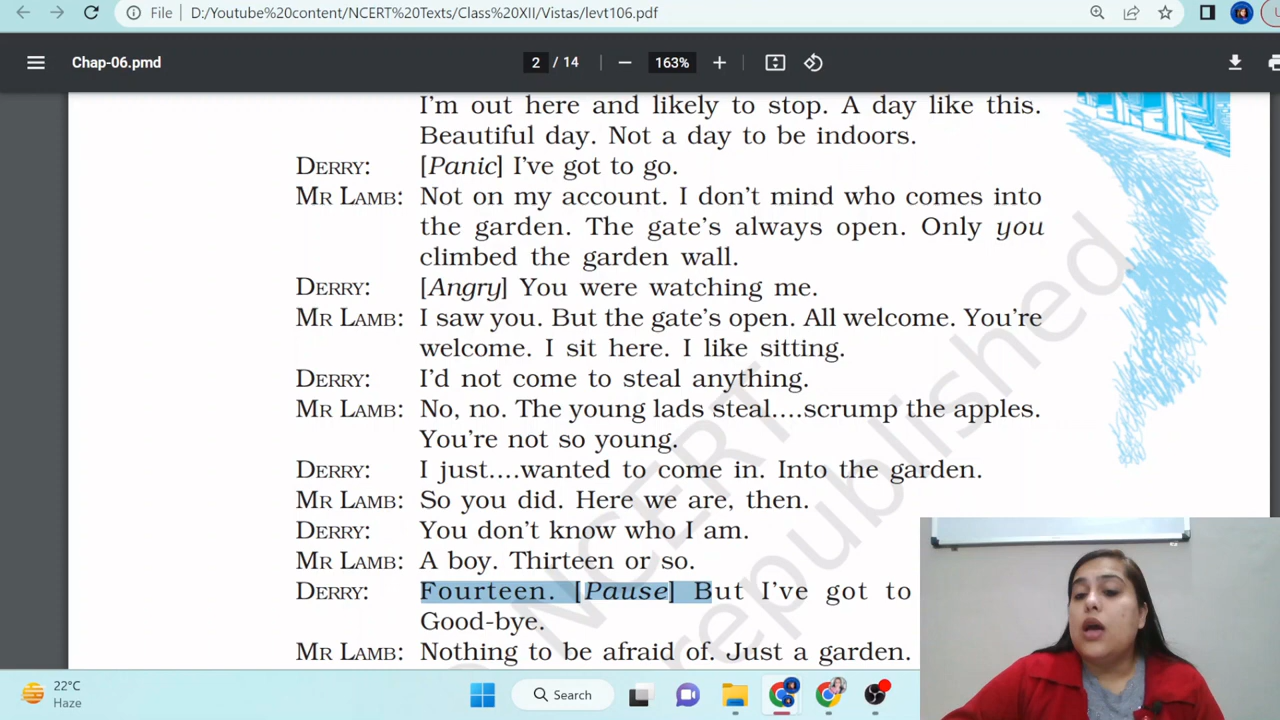 File D:/Youtube%20content/NCERT%20Texts/Class%20XII/Vistas/levt106.pdf
Chap-06.pmd 2 / 14 163%
I'm out here and likely to stop. A day like this.
Beautiful day. Not a day to be indoors.
DERRY: [Panic] I've got to go.
MR LAMB: Not on my account. I don't mind who comes into
the garden. The gate's always open. Only you
climbed the garden wall.
DERRY: [Angry] You were watching me.
MR LAMB: I saw you. But the gate's open. All welcome. You're
welcome. I sit here. I like sitting.
DERRY: I'd not come to steal anything.
MR LAMB: No, no. The young lads steal....scrump the apples.
You're not so young.
DERRY: I just....wanted to come in. Into the garden.
MR LAMB: So you did. Here we are, then.
DERRY: You don't know who I am.
MR LAMB: A boy. Thirteen or so.
DERRY: Fourteen. [Pause] But I've got to
Good-bye.
MR LAMB: Nothing to be afraid of. Just a garden.
NCERT
republished
22°C
Haze
Search